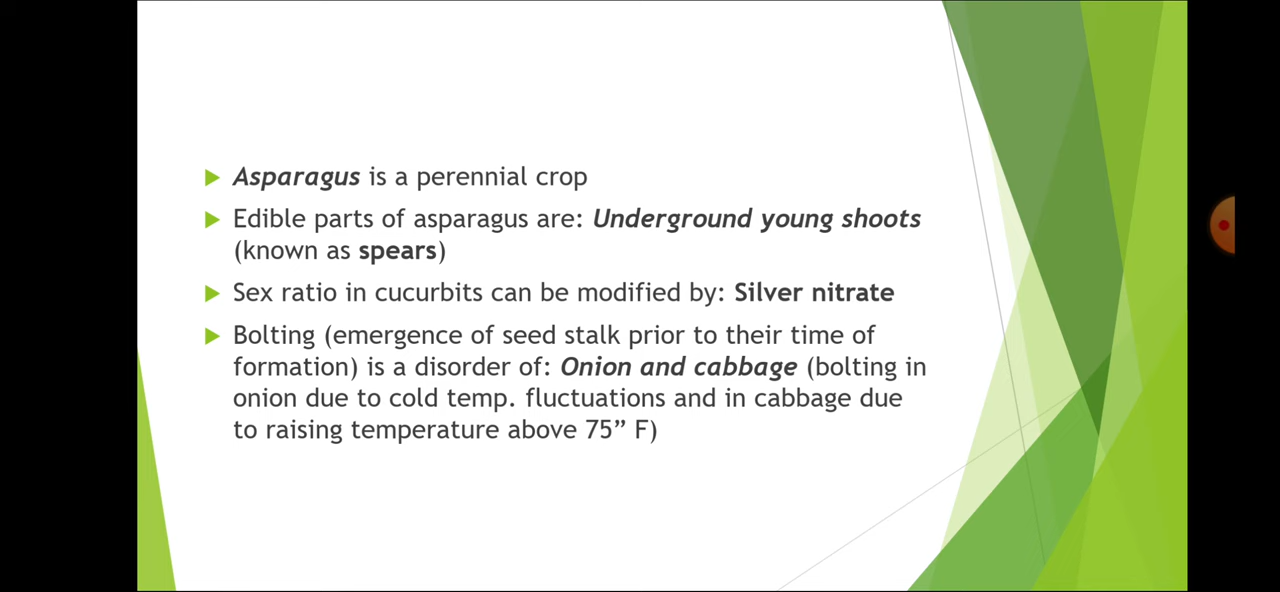 Asparagus is a perennial crop
Edible parts of asparagus are: Underground young shoots
(known as spears)
Sex ratio in cucurbits can be modified by: Silver nitrate
Bolting (emergence of seed stalk prior to their time of
formation) is a disorder of: Onion and cabbage (bolting in
onion due to cold temp. fluctuations and in cabbage due
to raising temperature above 75” F)